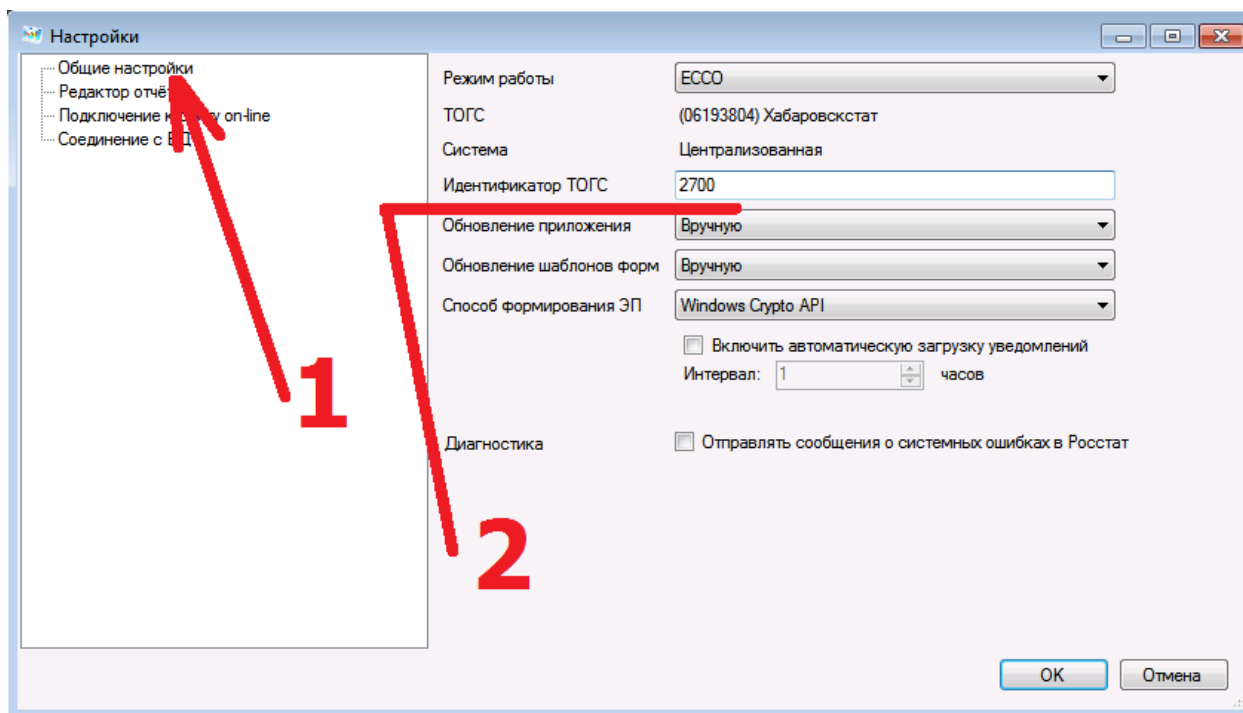 Настройки
Общие настройки
Редактор
Подключение on-line
Соединение с
Режим работы ЕССО
ТОГС (06193804) Хабаровскстат
Система Централизованная
Идентификатор ТОГС 2700
Обновление приложения Вручную
Обновление шаблонов форм Вручную
Способ формирования ЭП Windows Crypto API
Включить автоматическую загрузку уведомлений
Интервал: 1 часов
Диагностика Отправлять сообщения о системных ошибках в Росстат
1
2
OK Отмена